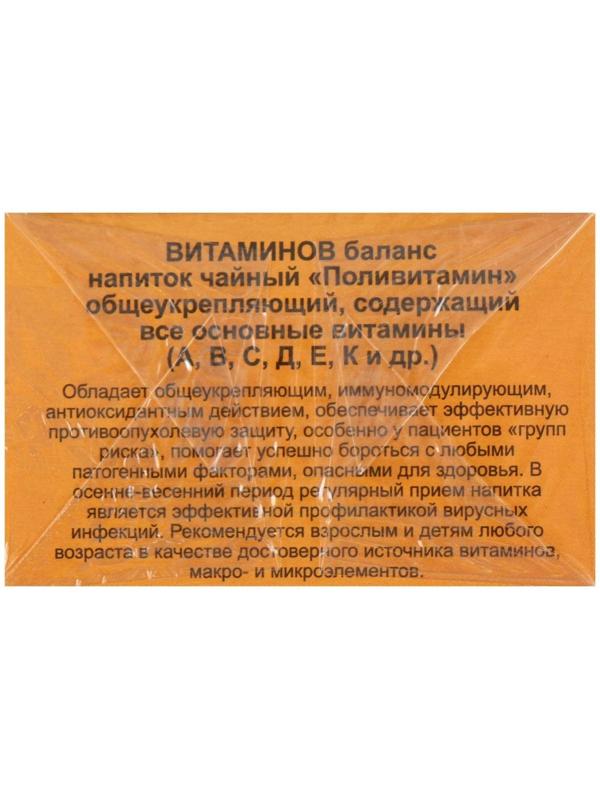 ВИТАМИНОВ баланс
напиток чайный «Поливитамин»
общеукрепляющий, содержащий
все основные витамины
(А, В, С, Д, Е, К и др.)
Обладает общеукрепляющим, иммуномодулирующим,
антиоксидантным действием, обеспечивает эффективную
противоопухолевую защиту, особенно у пациентов «групп
риска», помогает успешно бороться с любыми
патогенными факторами, опасными для здоровья. В
осенне-весенний период регулярный прием напитка
является эффективной профилактикой вирусных
инфекций. Рекомендуется взрослым и детям любого
возраста в качестве достоверного источника витаминов,
макро- и микроэлементов.